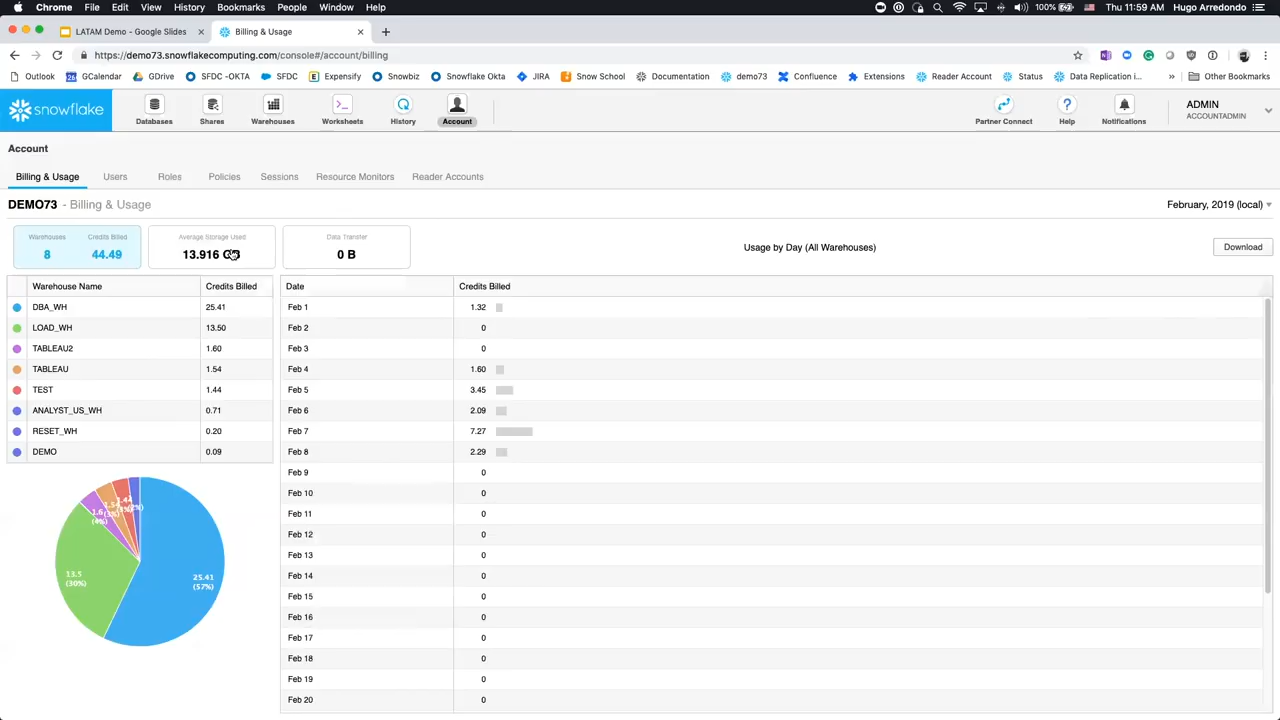 Chrome File Edit View History Bookmarks People Window Help 100% Thu 11:59 AM Hugo Arredondo
LATAM Demo - Google Slides Billing & Usage
https://demo73.snowflakecomputing.com/console#/account/billing
Outlook GCalendar GDrive SFDC -OKTA SFDC Expensify Snowbiz Snowflake Okta JIRA Snow School Documentation demo73 Confluence Extensions Reader Account Status Data Replication i... » Other Bookmarks
snowflake Databases Shares Warehouses Worksheets History Account Partner Connect Help Notifications ADMIN ACCOUNTADMIN
Account
Billing & Usage Users Roles Policies Sessions Resource Monitors Reader Accounts
DEMO73 - Billing & Usage February, 2019 (local)
Warehouses Credits Billed Average Storage Used Data Transfer
8 44.49 13.916 0 B
Usage by Day (All Warehouses) Download
Warehouse Name Credits Billed
DBA_WH 25.41
LOAD_WH 13.50
TABLEAU2 1.60
TABLEAU 1.54
TEST 1.44
ANALYST_US_WH 0.71
RESET_WH 0.20
DEMO 0.09
25.41
(57%)
13.5
(30%)
1.6
(4%)
Date Credits Billed
Feb 1 1.32
Feb 2 0
Feb 3 0
Feb 4 1.60
Feb 5 3.45
Feb 6 2.09
Feb 7 7.27
Feb 8 2.29
Feb 9 0
Feb 10 0
Feb 11 0
Feb 12 0
Feb 13 0
Feb 14 0
Feb 15 0
Feb 16 0
Feb 17 0
Feb 18 0
Feb 19 0
Feb 20 0